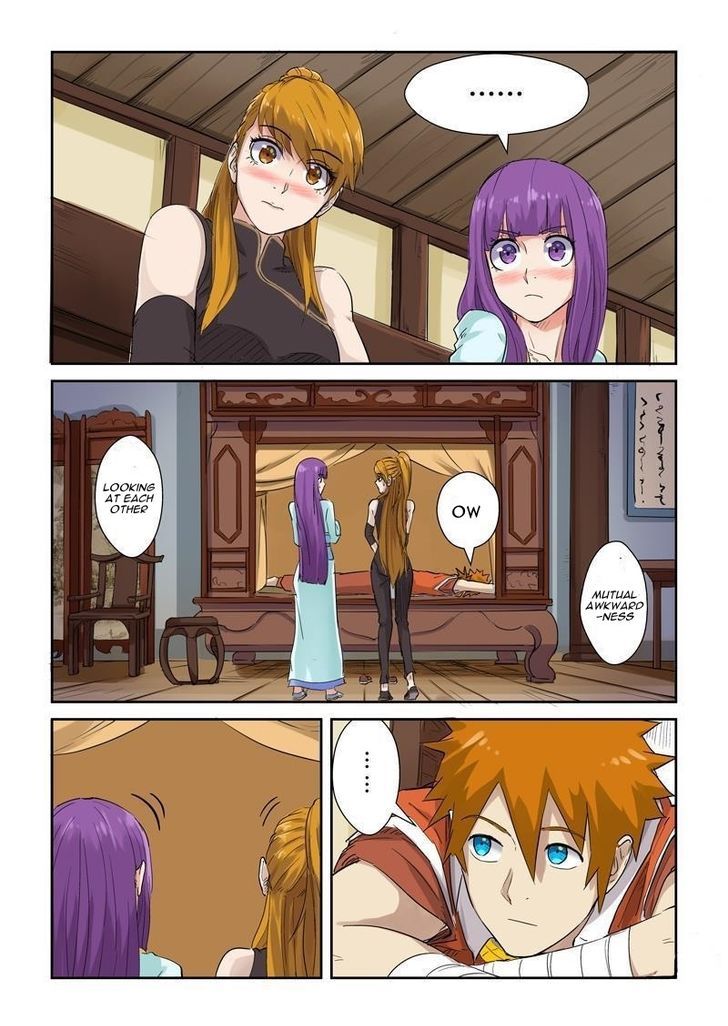 ......
LOOKING
AT EACH
OTHER
OW
MUTUAL
AWKWARD
-NESS
......